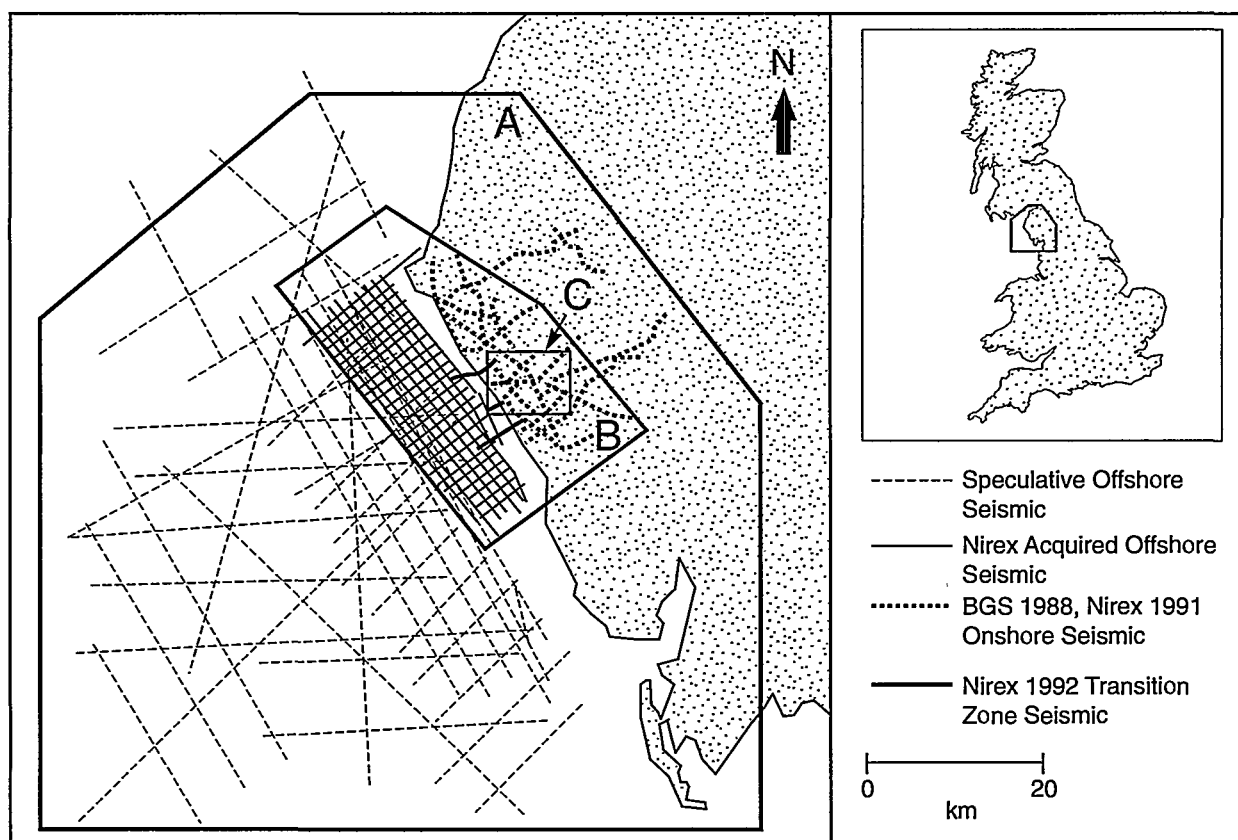 A
N
C
B
Speculative Offshore
Seismic
Nirex Acquired Offshore
Seismic
BGS 1988, Nirex 1991
Onshore Seismic
Nirex 1992 Transition
Zone Seismic
0 20
km